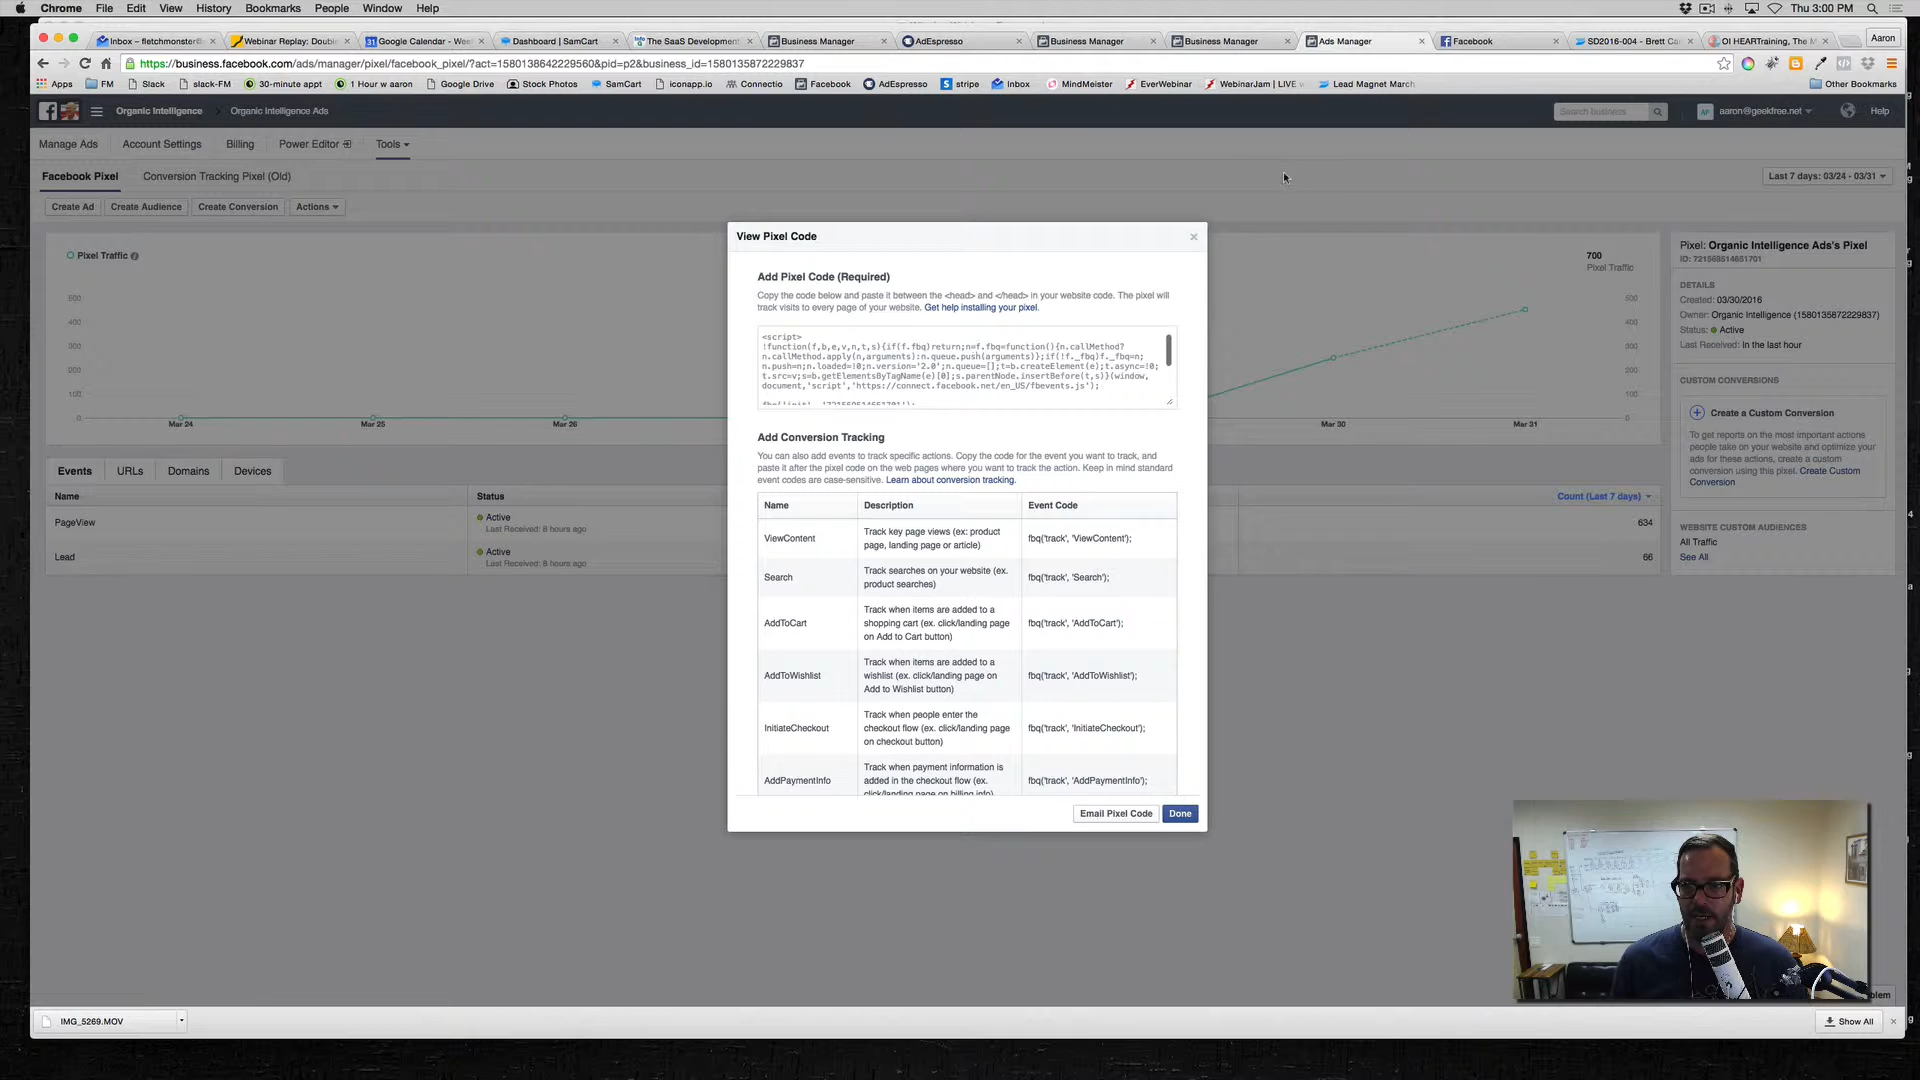 Chrome File Edit View History Bookmarks People Window Help Thu 3:00 PM
Inbox – fletchmonster@ Webinar Replay: Doubl Google Calendar - Wee Dashboard | SamCart The SaaS Development Business Manager AdEspresso Business Manager Business Manager Ads Manager Facebook SD2016-004 – Brett Ca OI HEARTraining, The M Aaron
https://business.facebook.com/ads/manager/pixel/facebook_pixel/?act=1580138642229560&pid=p2&business_id=1580135872229837
Apps FM Slack slack-FM 30-minute appt 1 Hour w aaron Google Drive Stock Photos SamCart iconapp.io Connectio Facebook AdEspresso stripe Inbox MindMeister EverWebinar WebinarJam | LIVE Lead Magnet March Other Bookmarks
Organic Intelligence Organic Intelligence Ads Search business aaron@geekfree.net Help
Manage Ads Account Settings Billing Power Editor Tools
Facebook Pixel Conversion Tracking Pixel (Old) Last 7 days: 03/24 - 03/31
Create Ad Create Audience Create Conversion Actions
Pixel Traffic
700
Pixel Traffic
500
400
300
200
100
0
Mar 24 Mar 25 Mar 26 Mar 30 Mar 31
500
400
300
200
100
0
Events URLs Domains Devices
Name Status Count (Last 7 days)
PageView Active 634
Last Received: 8 hours ago
Lead Active 66
Last Received: 8 hours ago
Pixel: Organic Intelligence Ads's Pixel
ID: 721568514651701
DETAILS
Created: 03/30/2016
Owner: Organic Intelligence (1580135872229837)
Status: Active
Last Received: In the last hour
CUSTOM CONVERSIONS
Create a Custom Conversion
To get reports on the most important actions
people take on your website and optimize your
ads for these actions, create a custom
conversion using this pixel. Create Custom
Conversion
WEBSITE CUSTOM AUDIENCES
All Traffic
See All
View Pixel Code
Add Pixel Code (Required)
Copy the code below and paste it between the <head> and </head> in your website code. The pixel will
track visits to every page of your website. Get help installing your pixel.
<script>
!function(f,b,e,v,n,t,s){if(f.fbq)return;n=f.fbq=function(){n.callMethod?
n.callMethod.apply(n,arguments):n.queue.push(arguments)};if(!f._fbq)f._fbq=n;
n.push=n;n.loaded=!0;n.version='2.0';n.queue=[];t=b.createElement(e);t.async=!0;
t.src=v;s=b.getElementsByTagName(e)[0];s.parentNode.insertBefore(t,s)}(window,
document,'script','https://connect.facebook.net/en_US/fbevents.js');
Add Conversion Tracking
You can also add events to track specific actions. Copy the code for the event you want to track, and
paste it after the pixel code on the web pages where you want to track the action. Keep in mind standard
event codes are case-sensitive. Learn about conversion tracking.
Name Description Event Code
ViewContent Track key page views (ex: product
page, landing page or article) fbq('track', 'ViewContent');
Search Track searches on your website (ex.
product searches) fbq('track', 'Search');
AddToCart Track when items are added to a
shopping cart (ex. click/landing page
on Add to Cart button) fbq('track', 'AddToCart');
AddToWishlist Track when items are added to a
wishlist (ex. click/landing page on
Add to Wishlist button) fbq('track', 'AddToWishlist');
InitiateCheckout Track when people enter the
checkout flow (ex. click/landing page
on checkout button) fbq('track', 'InitiateCheckout');
AddPaymentInfo Track when payment information is
added in the checkout flow (ex.
click/landing page on billing info) fbq('track', 'AddPaymentInfo');
Email Pixel Code Done
IMG_5269.MOV Show All